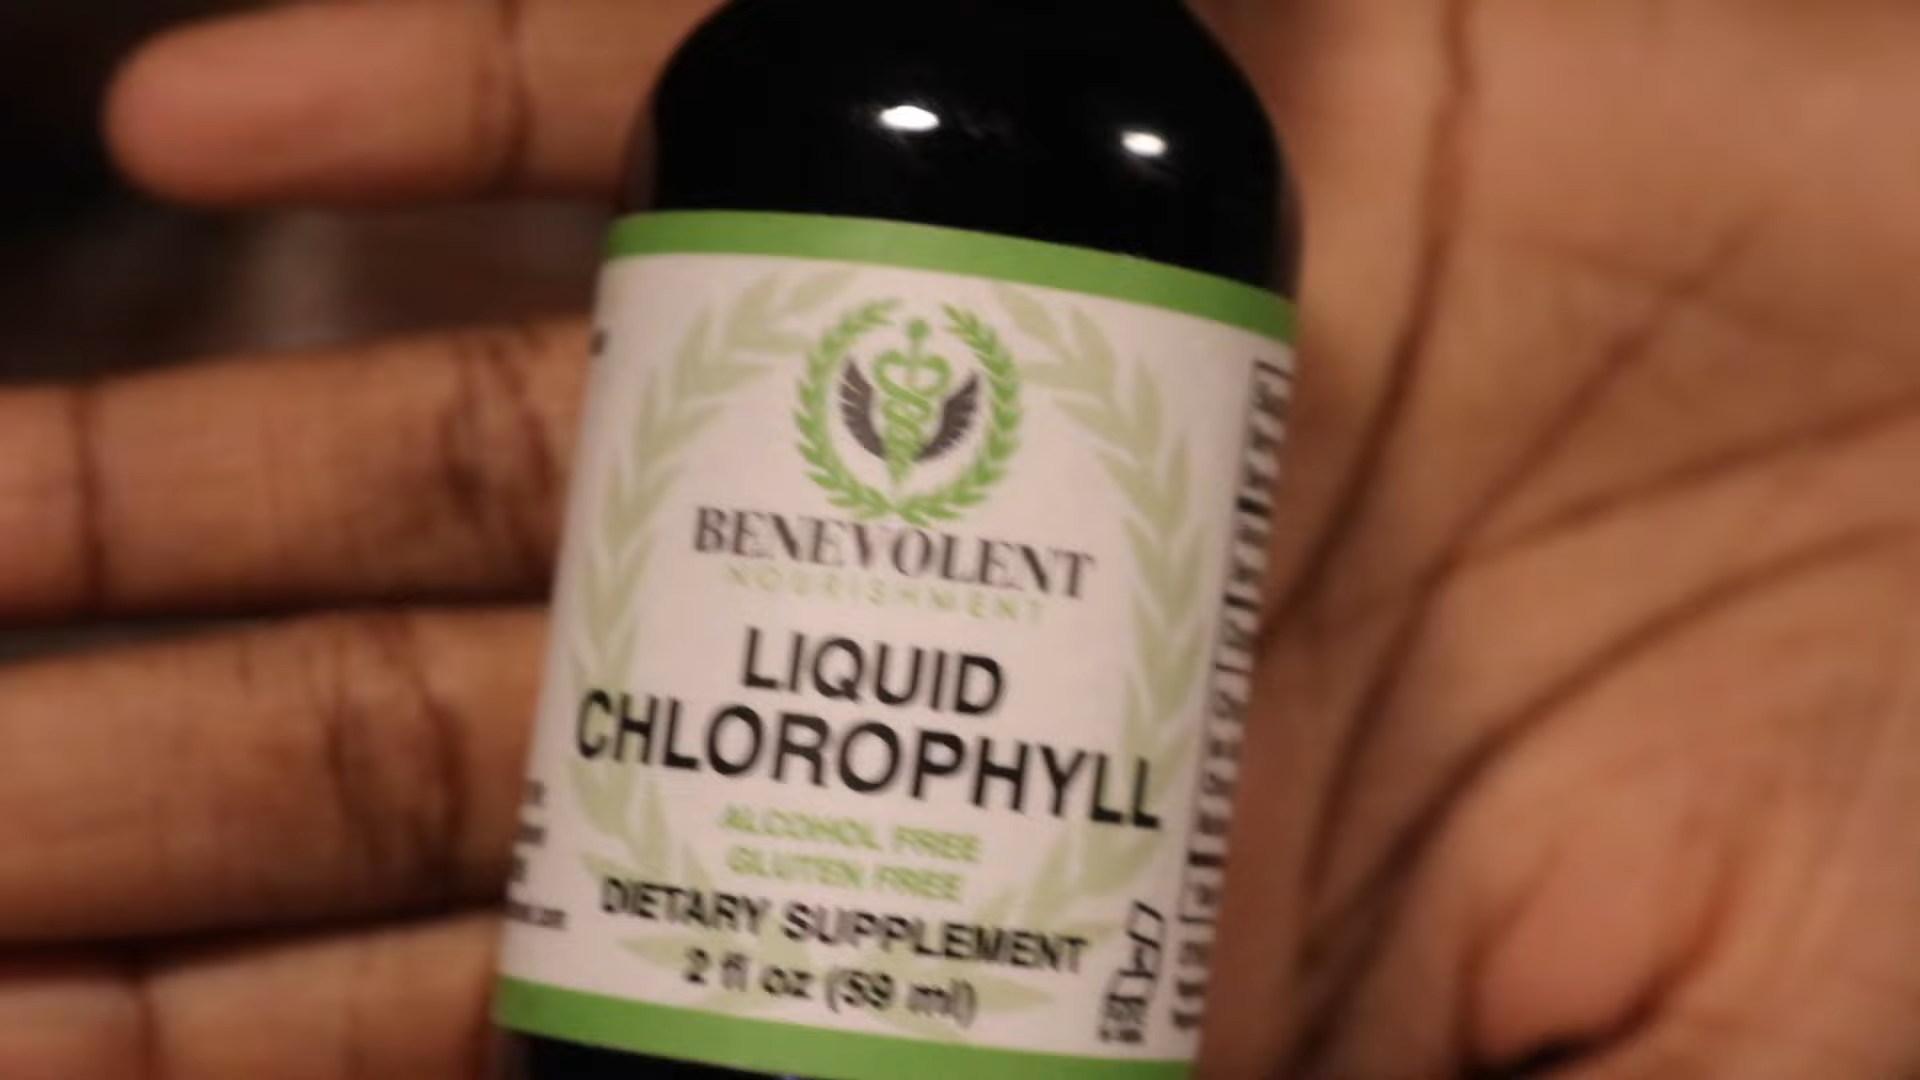 BENEVOLENT
NOURISHMENT
LIQUID
CHLOROPHYLL
ALCOHOL FREE
GLUTEN FREE
DIETARY SUPPLEMENT
2 fl oz (59 ml)